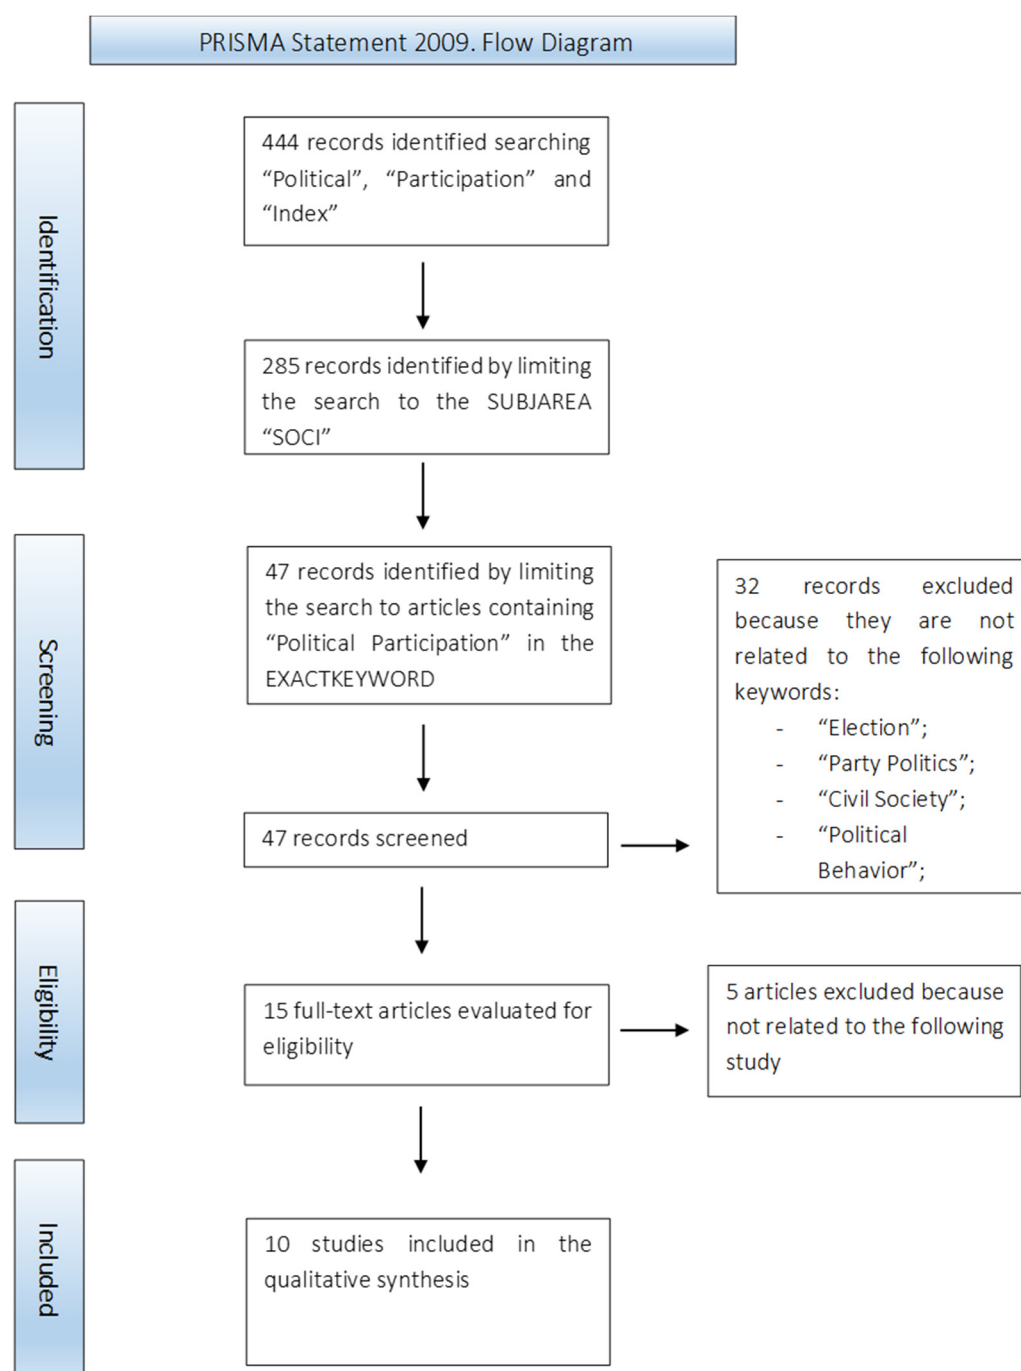 PRISMA Statement 2009. Flow Diagram
Identification
444 records identified searching
“Political”, “Participation” and
“Index”
285 records identified by limiting
the search to the SUBJAREA
“SOCI”
Screening
47 records identified by limiting
the search to articles containing
“Political Participation” in the
EXACTKEYWORD
47 records screened
32 records excluded
because they are not
related to the following
keywords:
- “Election”;
- “Party Politics”;
- “Civil Society”;
- “Political
Behavior”;
Eligibility
15 full-text articles evaluated for
eligibility
5 articles excluded because
not related to the following
study
Included
10 studies included in the
qualitative synthesis